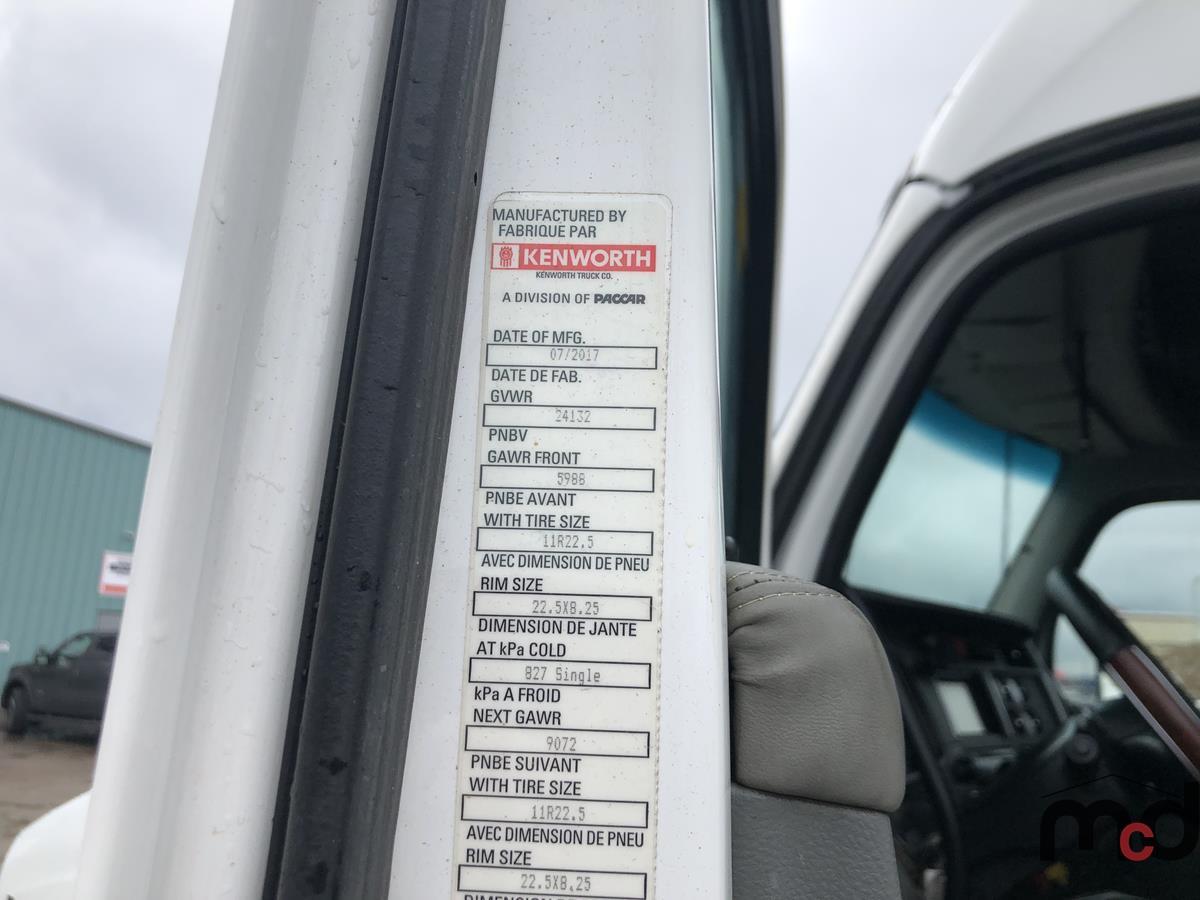 MANUFACTURED BY
FABRIQUE PAR
KENWORTH
KENWORTH TRUCK CO.
A DIVISION OF PACCAR
DATE OF MFG.
07/2017
DATE DE FAB.
GVWR
24132
PNBV
GAWR FRONT
5988
PNBE AVANT
WITH TIRE SIZE
11R22.5
AVEC DIMENSION DE PNEU
RIM SIZE
22.5X8.25
DIMENSION DE JANTE
AT kPa COLD
827 Single
kPa A FROID
NEXT GAWR
9072
PNBE SUIVANT
WITH TIRE SIZE
11R22.5
AVEC DIMENSION DE PNEU
RIM SIZE
22.5X8.25
mcd